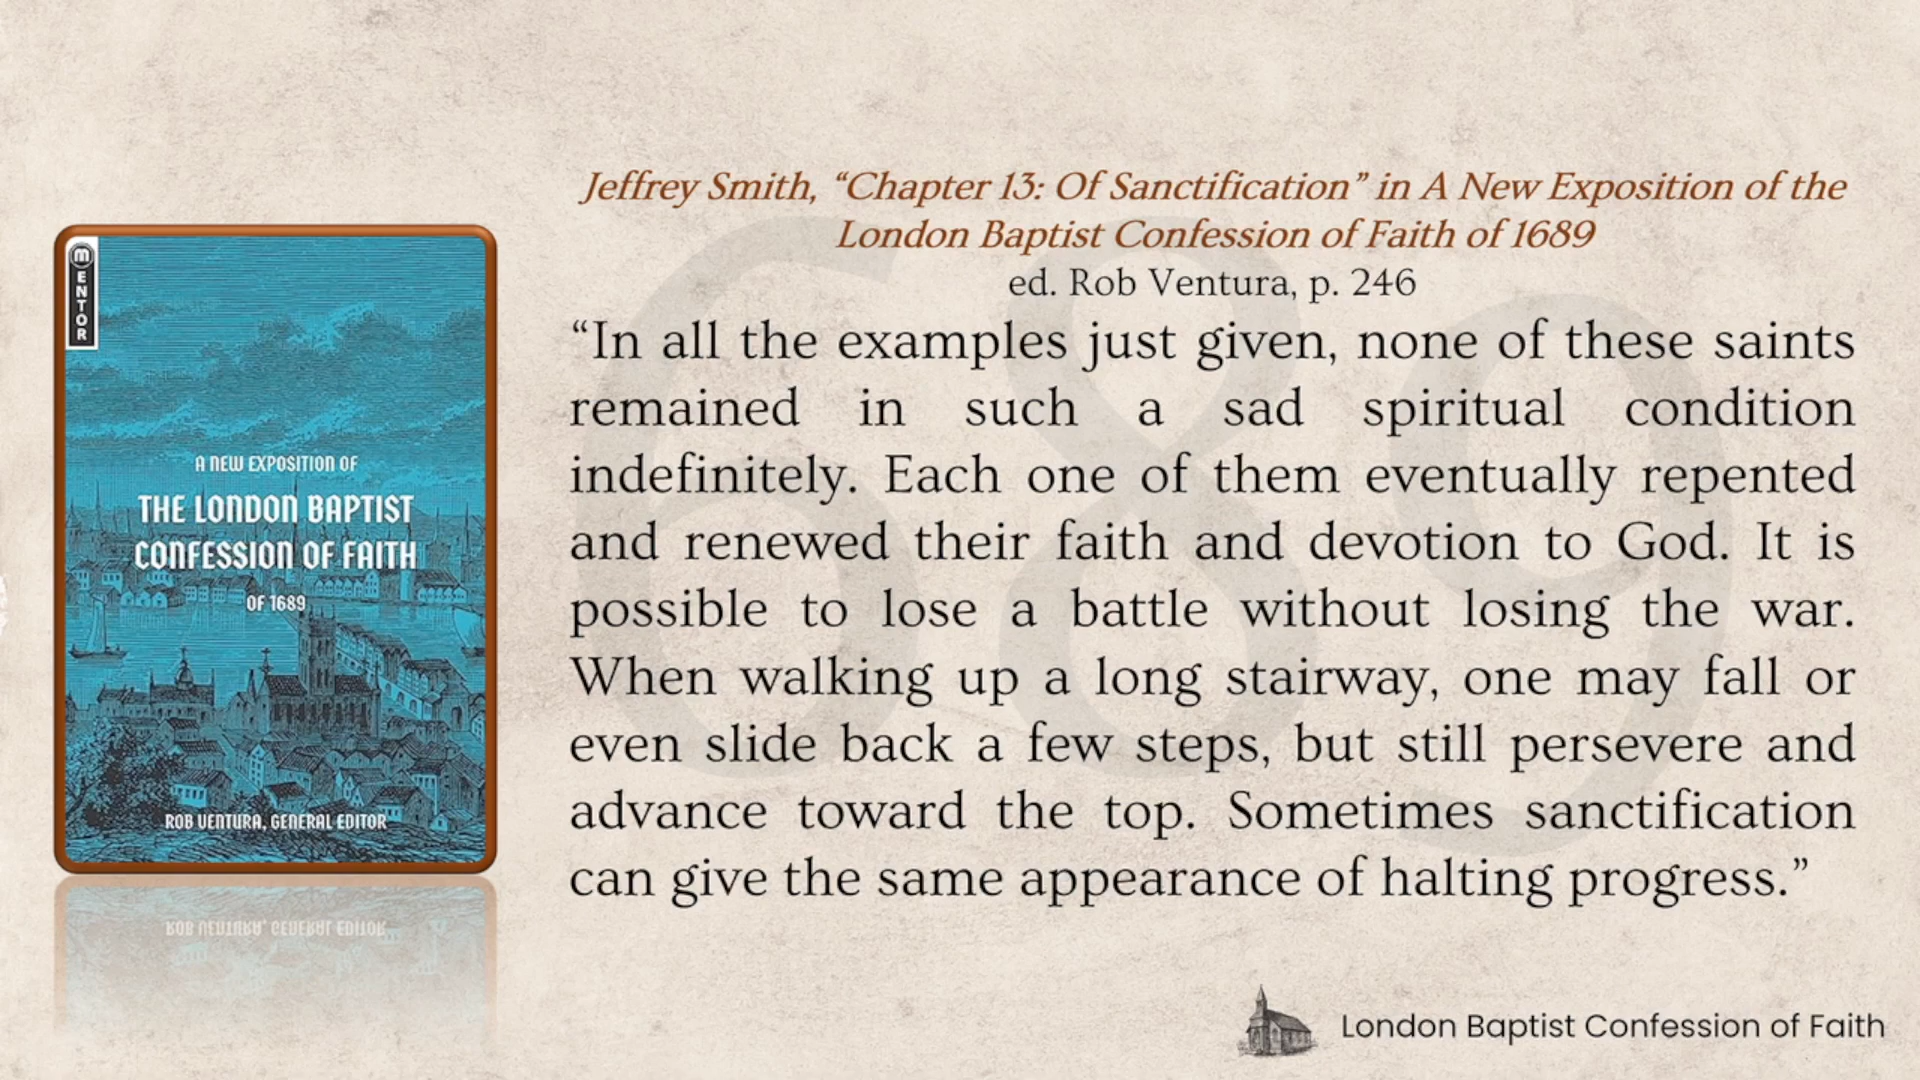 MENTOR
A NEW EXPOSITION OF
THE LONDON BAPTIST
CONFESSION OF FAITH
OF 1689
ROB VENTURA, GENERAL EDITOR
Jeffrey Smith, “Chapter 13: Of Sanctification” in A New Exposition of the
London Baptist Confession of Faith of 1689
ed. Rob Ventura, p. 246
“In all the examples just given, none of these saints
remained in such a sad spiritual condition
indefinitely. Each one of them eventually repented
and renewed their faith and devotion to God. It is
possible to lose a battle without losing the war.
When walking up a long stairway, one may fall or
even slide back a few steps, but still persevere and
advance toward the top. Sometimes sanctification
can give the same appearance of halting progress.”
689
London Baptist Confession of Faith